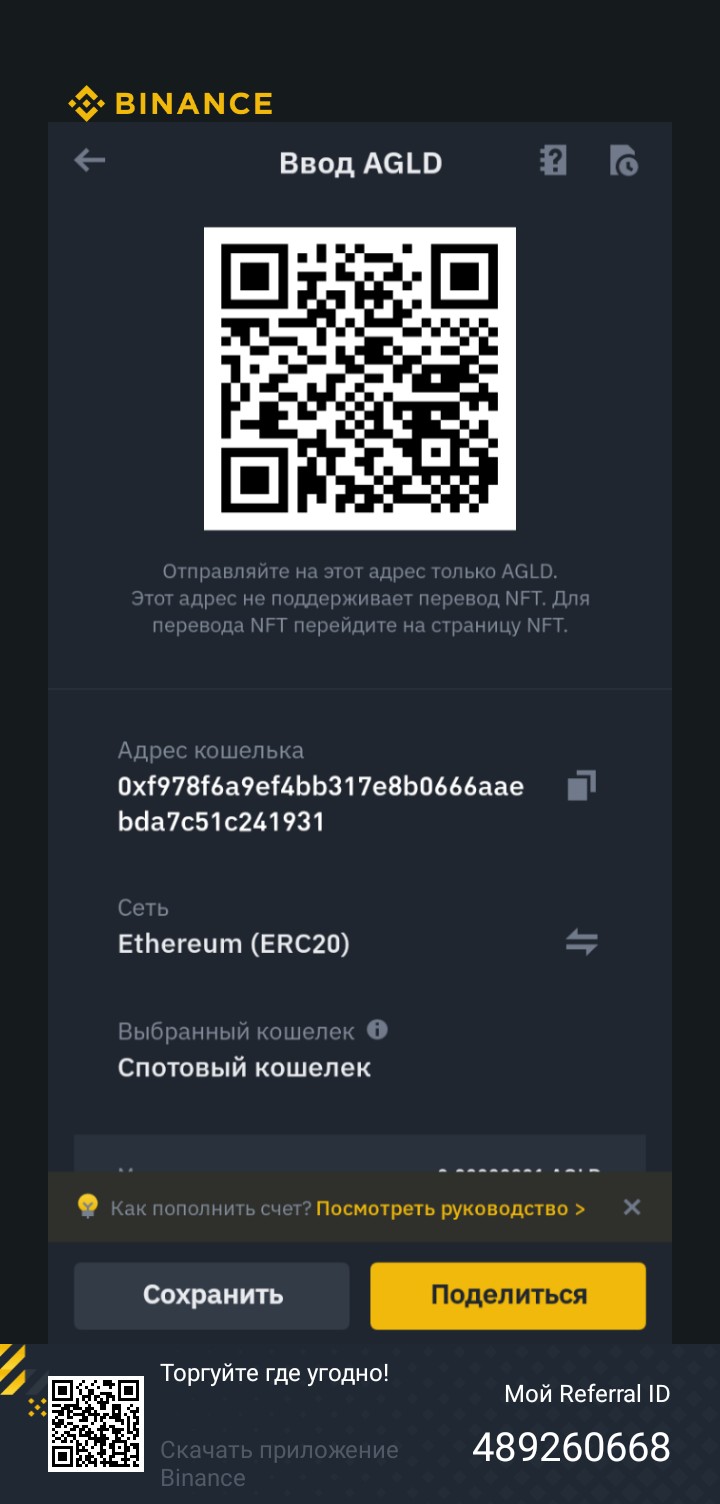 BINANCE
Ввод AGLD
Отправляйте на этот адрес только AGLD.
Этот адрес не поддерживает перевод NFT. Для
перевода NFT перейдите на страницу NFT.
Адрес кошелька
0xf978f6a9ef4bb317e8b0666aae
bda7c51c241931
Сеть
Ethereum (ERC20)
Выбранный кошелек
Спотовый кошелек
Как пополнить счет? Посмотреть руководство >
Сохранить
Поделиться
Торгуйте где угодно!
Мой Referral ID
489260668
Скачать приложение
Binance